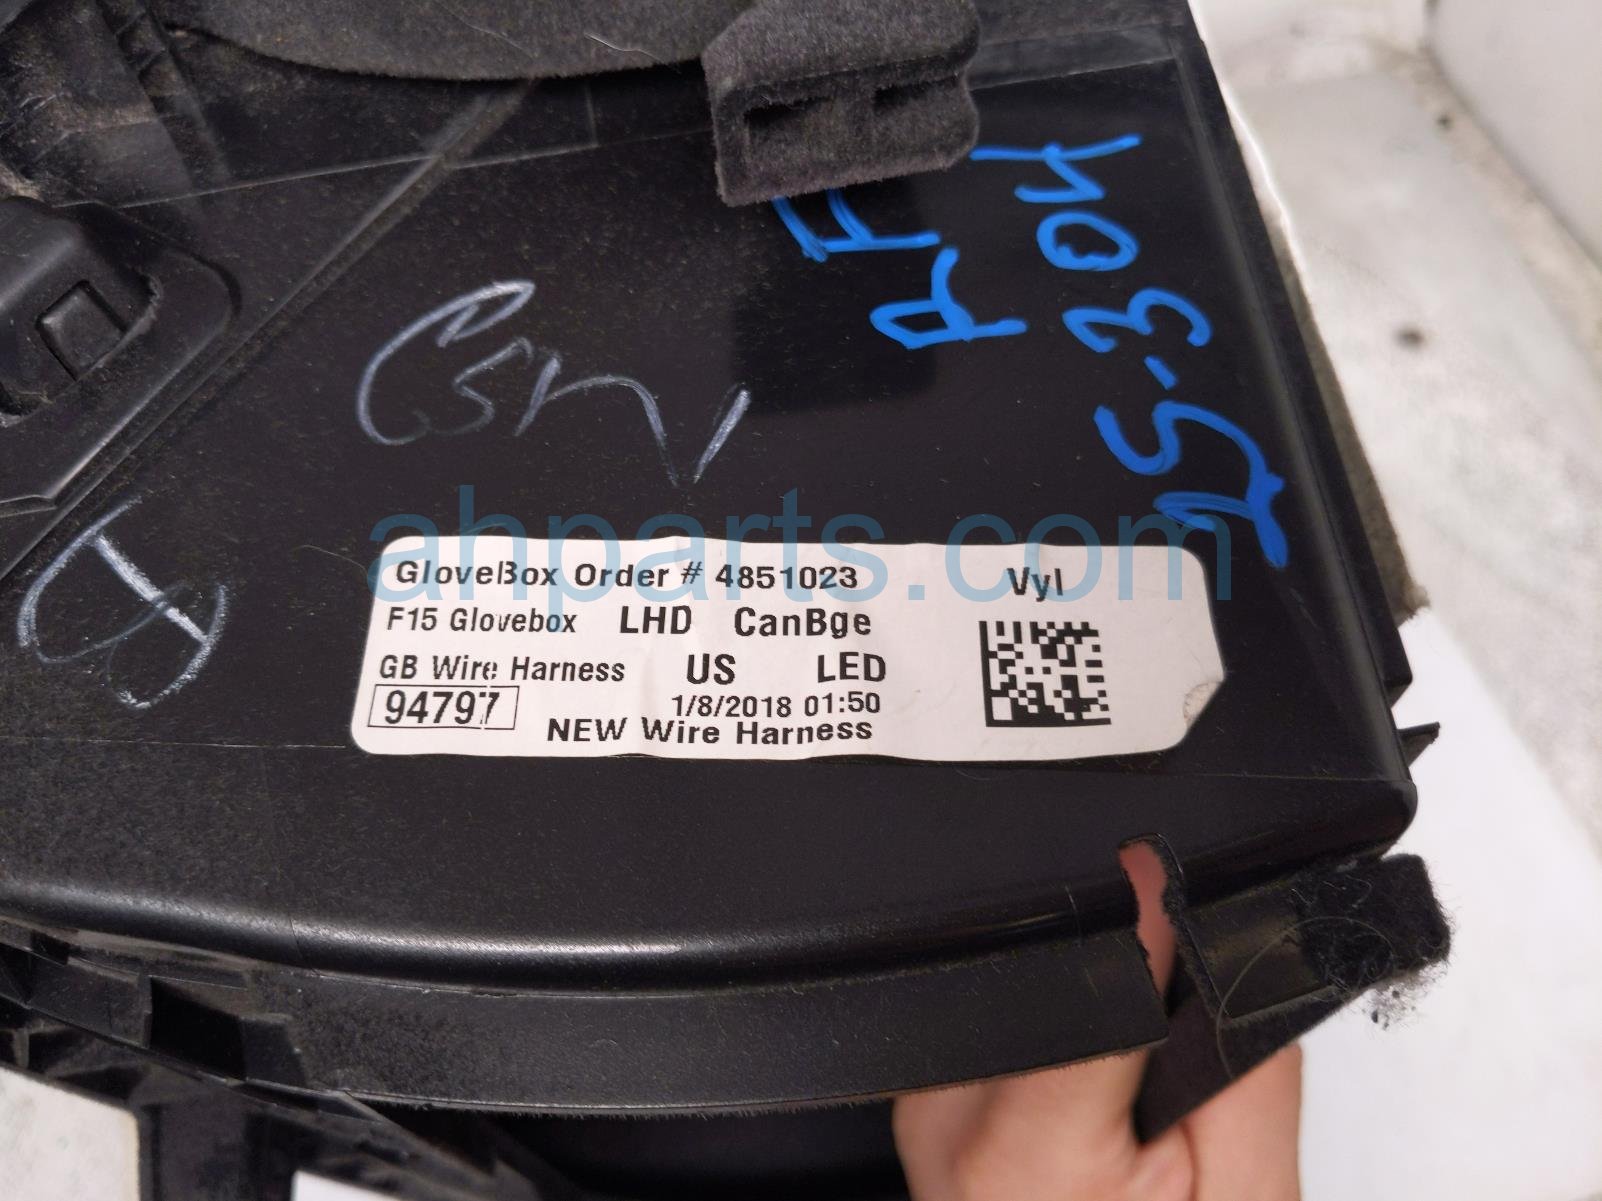 RF
25-304
ahparts.com
GloveBox Order # 4851023 Vyl
F15 Glovebox LHD CanBge
GB Wire Harness US LED
94797 1/8/2018 01:50
NEW Wire Harness